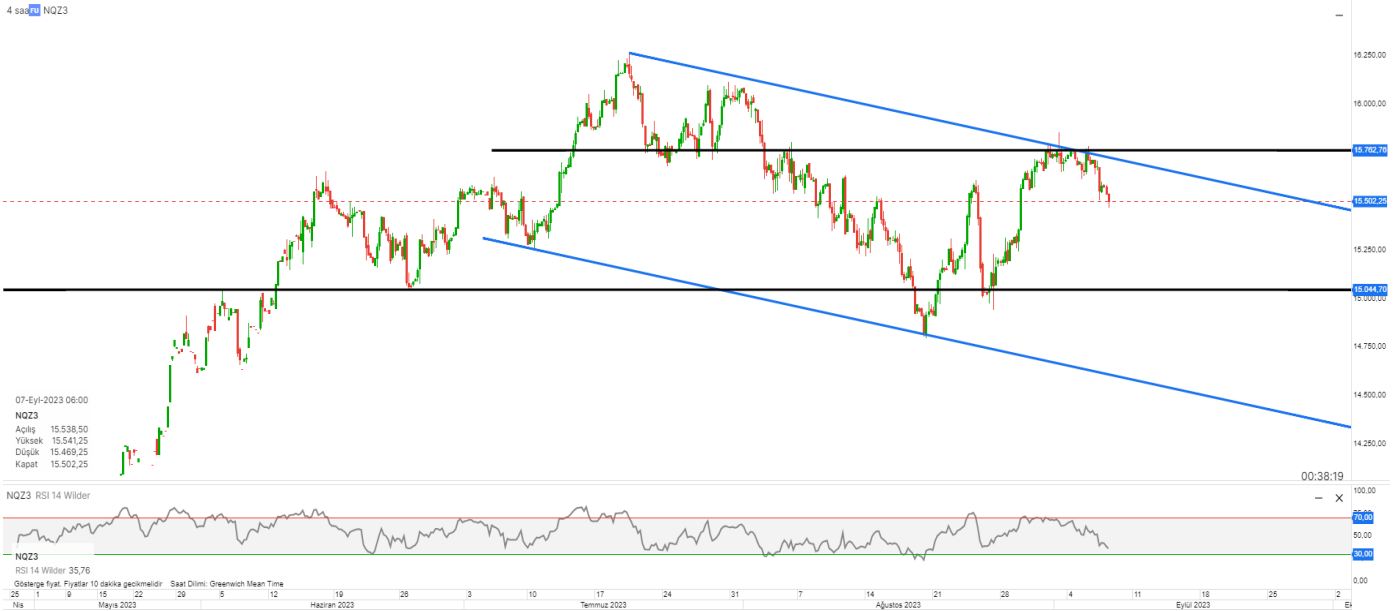 4 saa FU NQZ3
16.250,00
16.000,00
15.762,70
15.502,25
15.250,00
15.044,70
15.000,00
14.750,00
14.500,00
14.250,00
07-Eyl-2023 06:00
NQZ3
Açılış 15.538,50
Yüksek 15.541,25
Düşük 15.469,25
Kapat 15.502,25
00:38:19
NQZ3 RSI 14 Wilder
100,00
70,00
50,00
30,00
0,00
NQZ3
RSI 14 Wilder 35,76
Gösterge fiyat. Fiyatlar 10 dakika gecikmelidir Saat Dilimi: Greenwich Mean Time
25 1 9 15 22 29 5 12 19 26 3 10 17 24 31 7 14 21 28 4 11 18 25 2
Nis Mayıs 2023 Haziran 2023 Temmuz 2023 Ağustos 2023 Eylül 2023